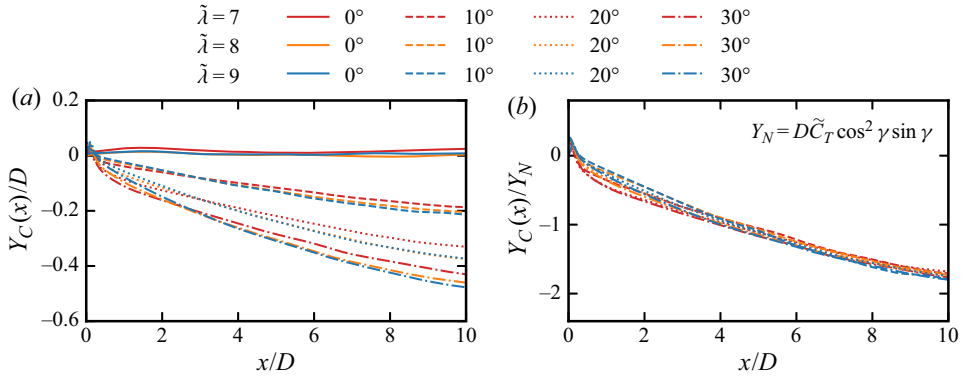 λ̃ = 7 0° 10° 20° 30°
λ̃ = 8 0° 10° 20° 30°
λ̃ = 9 0° 10° 20° 30°
(a)
0.2
0
–0.2
–0.4
–0.6
Y_C(x)/D
0 2 4 6 8 10
x/D
(b)
Y_N = DC̃_T cos² γ sin γ
0
–1
–2
Y_C(x)/Y_N
0 2 4 6 8 10
x/D